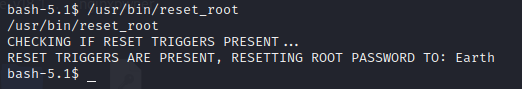 bash-5.1$ /usr/bin/reset_root
/usr/bin/reset_root
CHECKING IF RESET TRIGGERS PRESENT...
RESET TRIGGERS ARE PRESENT, RESETTING ROOT PASSWORD TO: Earth
bash-5.1$ _